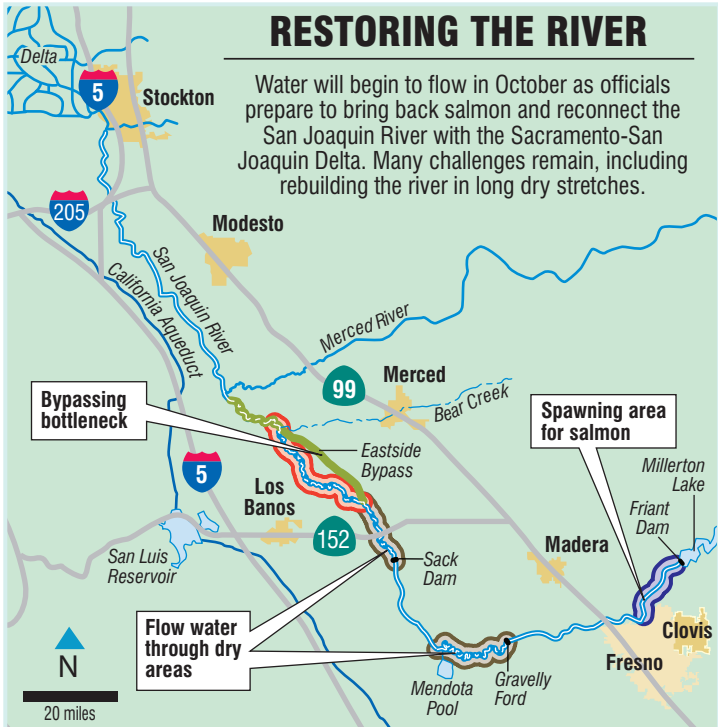 RESTORING THE RIVER
Water will begin to flow in October as officials
prepare to bring back salmon and reconnect the
San Joaquin River with the Sacramento-San
Joaquin Delta. Many challenges remain, including
rebuilding the river in long dry stretches.
Delta
5
Stockton
205
Modesto
San Joaquin River
California Aqueduct
Merced River
99
Merced
Bear Creek
Bypassing
bottleneck
Eastside
Bypass
Spawning area
for salmon
Millerton
Lake
Friant
Dam
5
Los
Banos
152
San Luis
Reservoir
Sack
Dam
Madera
Flow water
through dry
areas
Clovis
Fresno
Mendota
Pool
Gravelly
Ford
N
20 miles